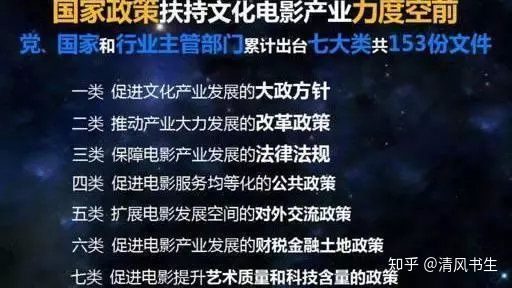 国家政策扶持文化电影产业力度空前
党、国家和行业主管部门累计出台七大类共153份文件
一类 促进文化产业发展的大政方针
二类 推动产业大力发展的改革政策
三类 保障电影产业发展的法律法规
四类 促进电影服务均等化的公共政策
五类 扩展电影发展空间的对外交流政策
六类 促进电影产业发展的财税金融土地政策
七类 促进电影提升艺术质量和科技含量的政策
知乎 @清风书生